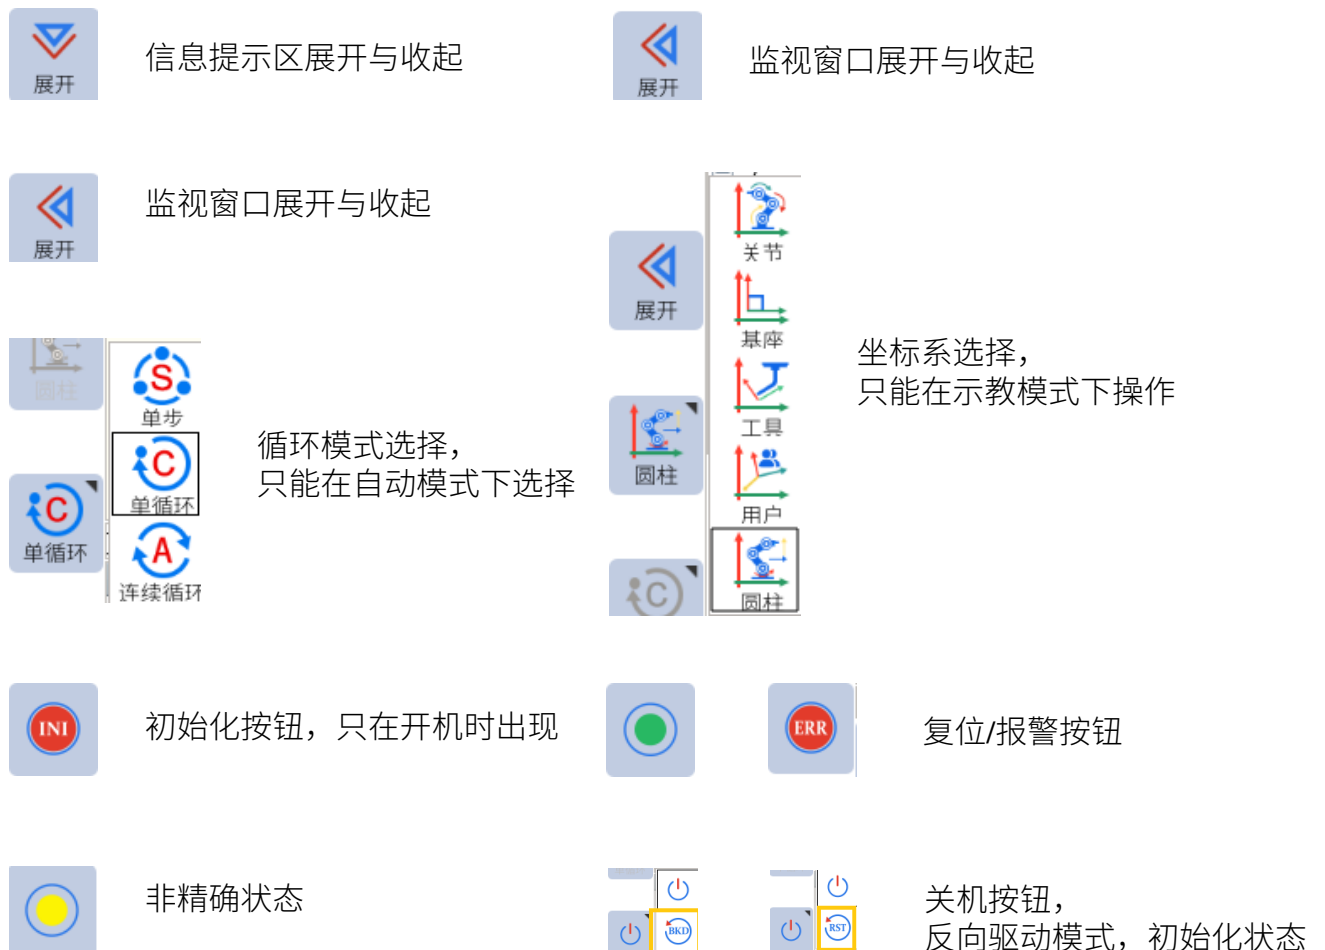 展开
信息提示区展开与收起
展开
监视窗口展开与收起
展开
监视窗口展开与收起
圆柱
S
单步
C
单循环
C
单循环
A
连续循环
循环模式选择，
只能在自动模式下选择
展开
圆柱
C
关节
基座
工具
用户
圆柱
坐标系选择，
只能在示教模式下操作
INI
初始化按钮，只在开机时出现
ERR
复位/报警按钮
非精确状态
BKD
RST
关机按钮，
反向驱动模式，初始化状态